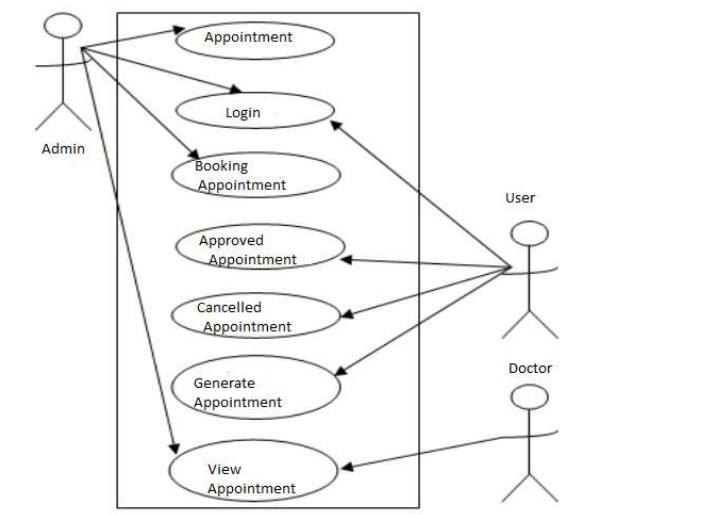 Appointment
Login
Admin
Booking
Appointment
User
Approved
Appointment
Cancelled
Appointment
Doctor
Generate
Appointment
View
Appointment